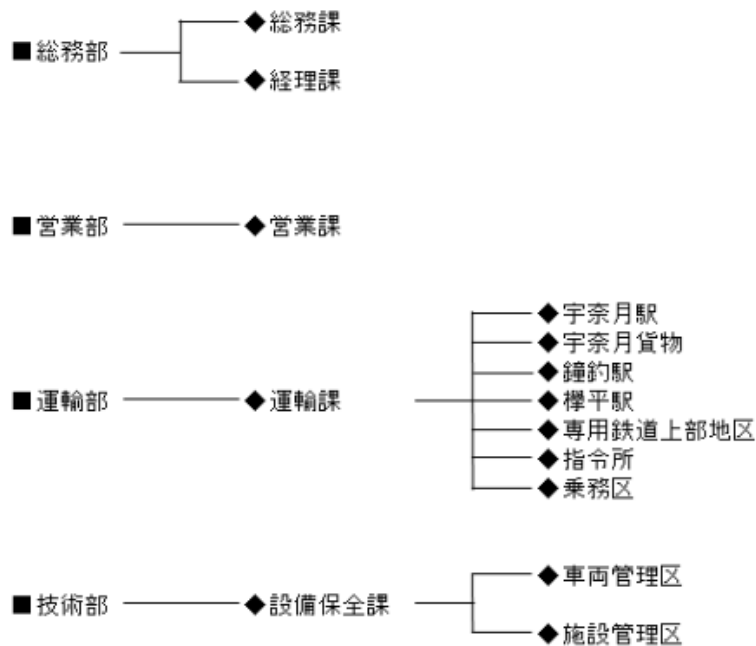 ■総務部
◆総務課
◆経理課
■営業部
◆営業課
■運輸部
◆運輸課
◆宇奈月駅
◆宇奈月貨物
◆鐘釣駅
◆欅平駅
◆専用鉄道上部地区
◆指令所
◆乗務区
■技術部
◆設備保全課
◆車両管理区
◆施設管理区